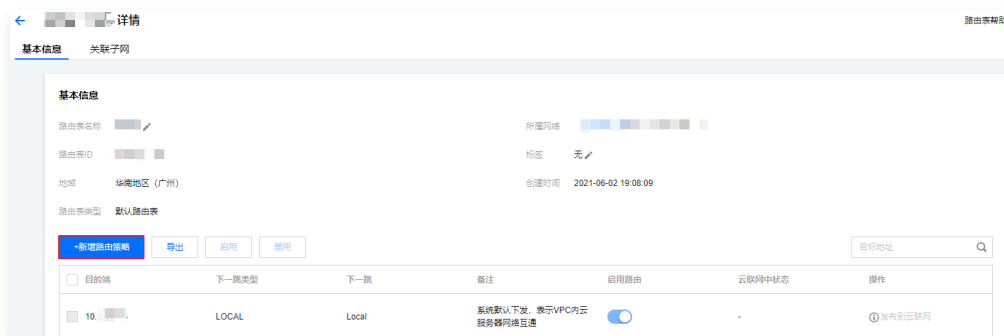 详情
路由表帮助
基本信息 关联子网
基本信息
路由表名称 所属网络
路由表ID 标签 无
地域 华南地区（广州） 创建时间 2021-06-02 19:08:09
路由表类型 默认路由表
+新增路由策略 导出 启用 禁用 目标地址
目的端 下一跳类型 下一跳 备注 启用路由 云联网中状态 操作
10. LOCAL Local 系统默认下发，表示VPC内云 - 发布到云联网
服务器网络互通